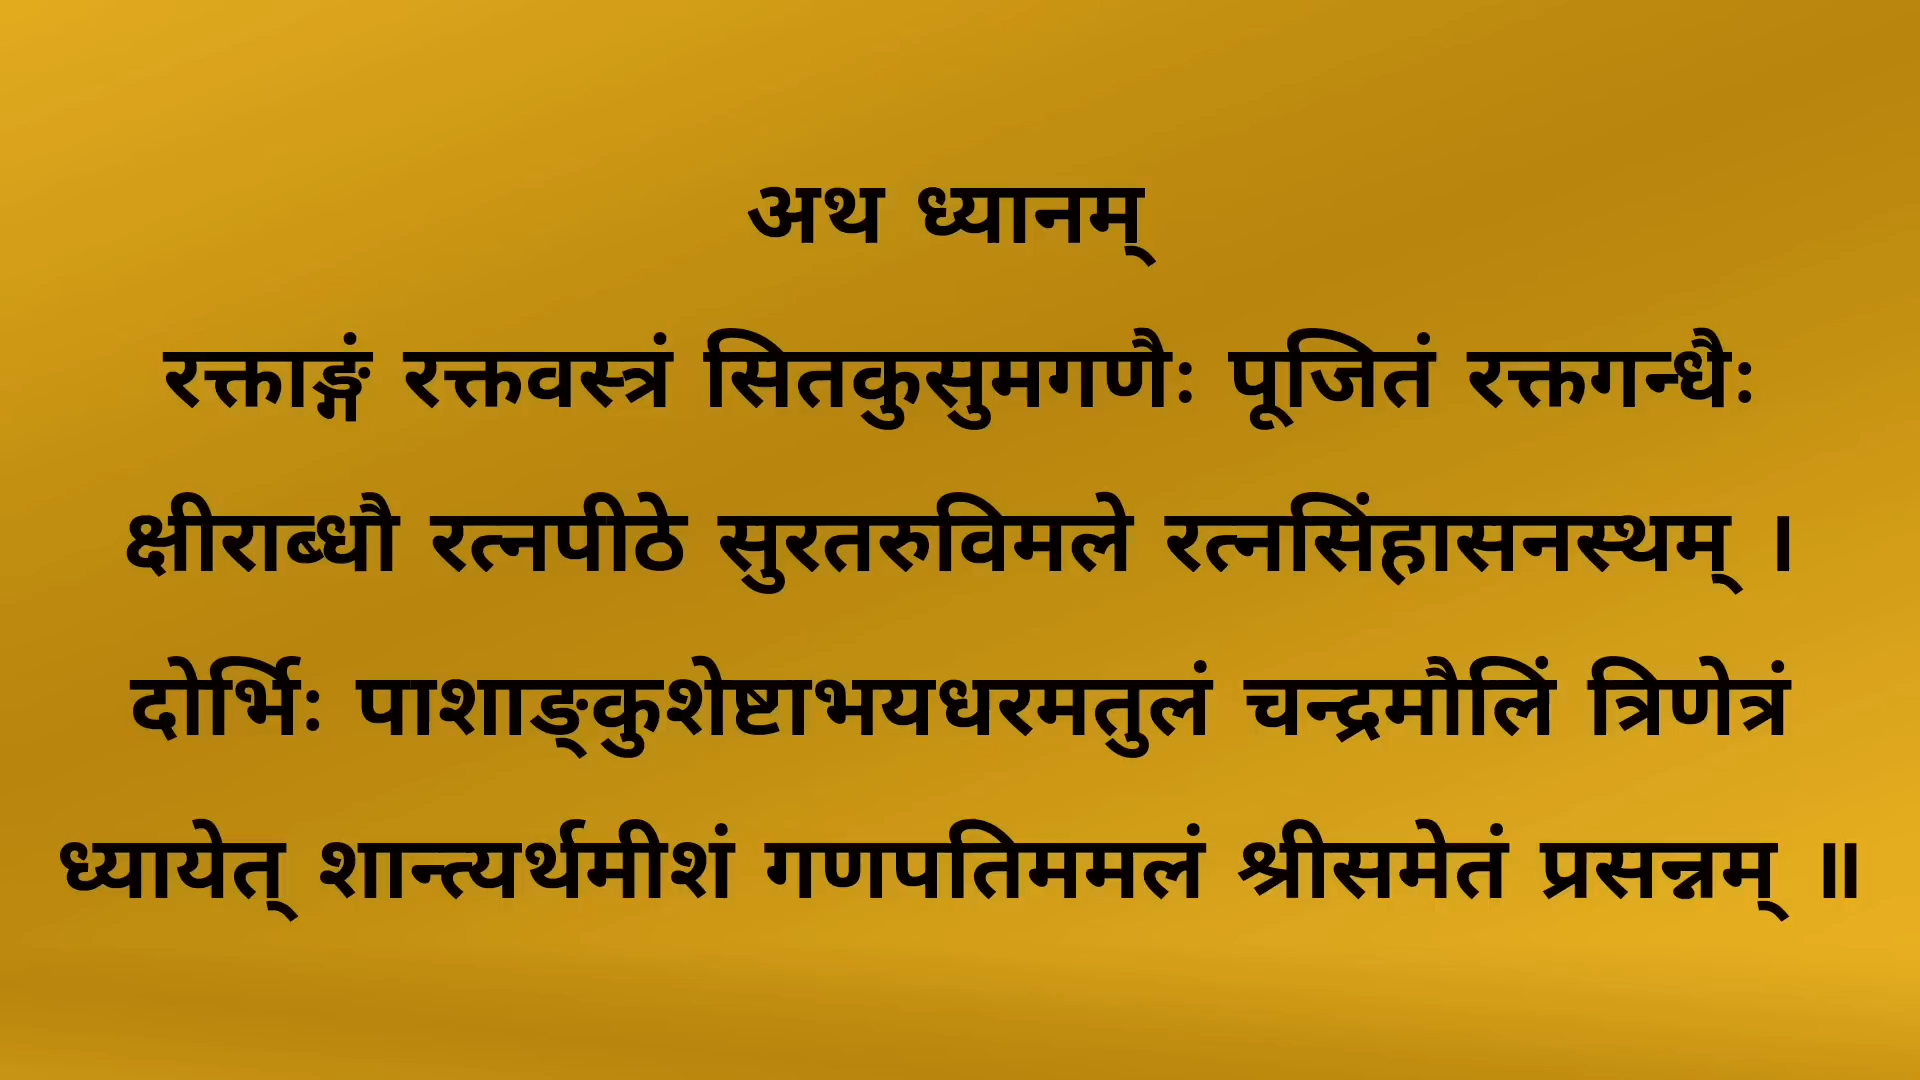 अथ ध्यानम्
रक्ताङ्गं रक्तवस्त्रं सितकुसुमगणैः पूजितं रक्तगन्धैः
क्षीराब्धौ रत्नपीठे सुरतरुविमले रत्नसिंहासनस्थम् ।
दोर्भिः पाशाङ्कुशेष्टाभयधरमतुलं चन्द्रमौलिं त्रिणेत्रं
ध्यायेत् शान्त्यर्थमीशं गणपतिममलं श्रीसमेतं प्रसन्नम् ॥